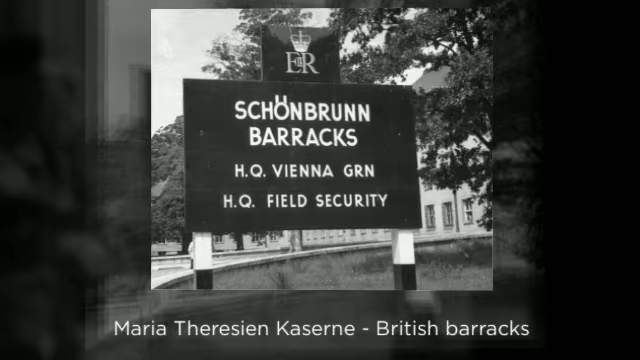 EIIR
SCHÖNBRUNN
BARRACKS
H.Q. VIENNA GRN
H.Q. FIELD SECURITY
Maria Theresien Kaserne - British barracks